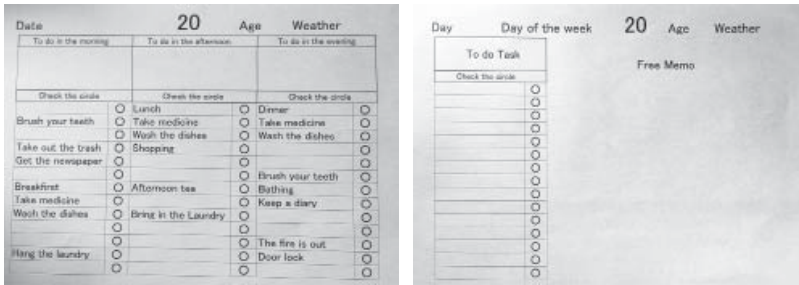 Date 20 Age Weather
To do in the morning To do in the afternoon To do in the evening
Check the circle Check the circle Check the circle
Lunch Dinner
Brush your teeth Take medicine Take medicine
Wash the dishes Wash the dishes
Take out the trash Shopping
Get the newspaper
Brush your teeth
Breakfirst Afternoon tea Bathing
Take medicine Keep a diary
Wash the dishes Bring in the Laundry
The fire is out
Hang the laundry Door lock
Day Day of the week 20 Age Weather
To do Task
Free Memo
Check the circle